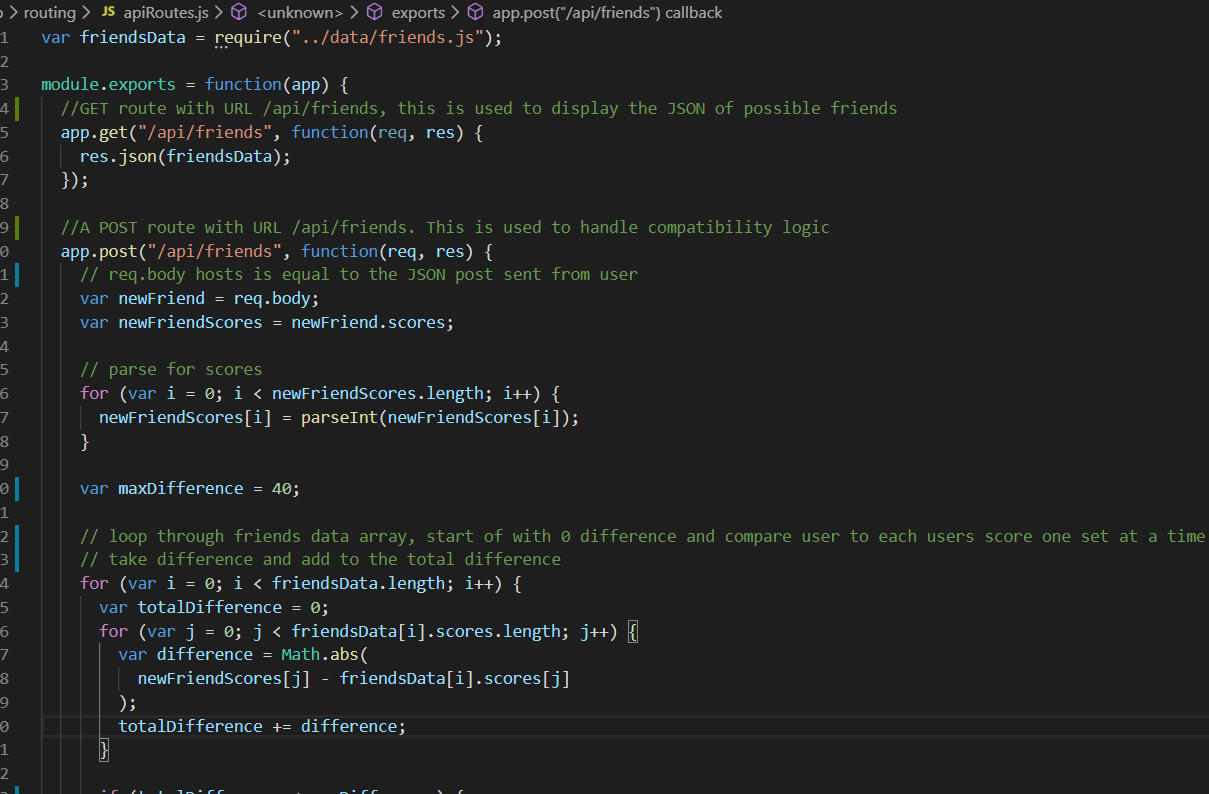 routing > JS apiRoutes.js > <unknown> > exports > app.post("/api/friends") callback
1 var friendsData = require("../data/friends.js");
2
3 module.exports = function(app) {
4 //GET route with URL /api/friends, this is used to display the JSON of possible friends
5 app.get("/api/friends", function(req, res) {
6 res.json(friendsData);
7 });
8
9 //A POST route with URL /api/friends. This is used to handle compatibility logic
0 app.post("/api/friends", function(req, res) {
1 // req.body hosts is equal to the JSON post sent from user
2 var newFriend = req.body;
3 var newFriendScores = newFriend.scores;
4
5 // parse for scores
6 for (var i = 0; i < newFriendScores.length; i++) {
7 newFriendScores[i] = parseInt(newFriendScores[i]);
8 }
9
0 var maxDifference = 40;
1
2 // loop through friends data array, start of with 0 difference and compare user to each users score one set at a time
3 // take difference and add to the total difference
4 for (var i = 0; i < friendsData.length; i++) {
5 var totalDifference = 0;
6 for (var j = 0; j < friendsData[i].scores.length; j++) {
7 var difference = Math.abs(
8 newFriendScores[j] - friendsData[i].scores[j]
9 );
0 totalDifference += difference;
1 }
2